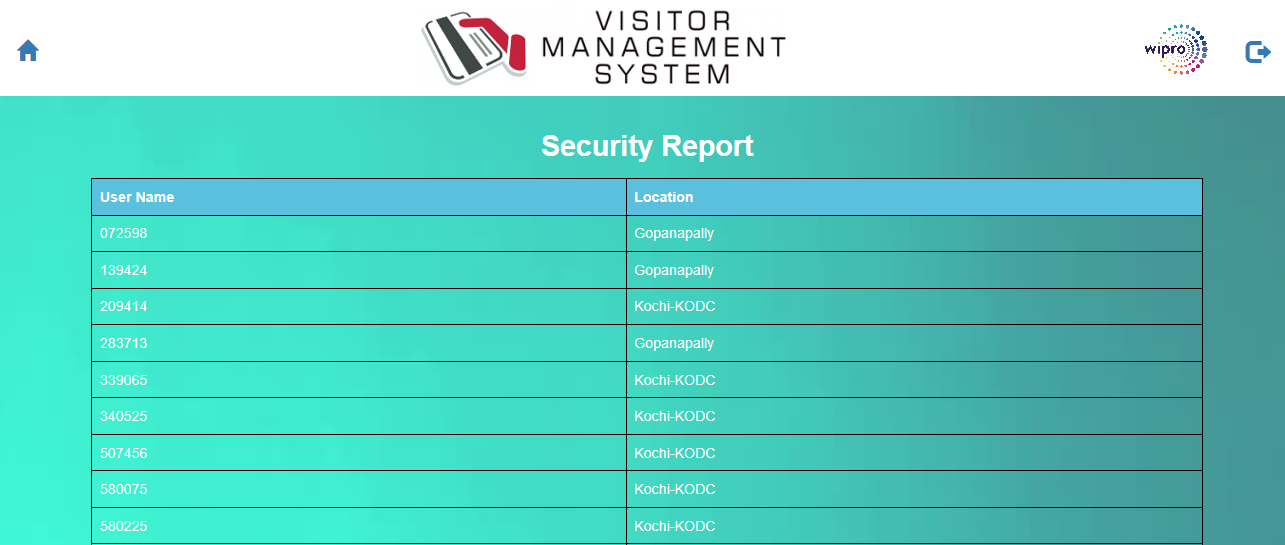 VISITOR
MANAGEMENT
SYSTEM
wipro
Security Report
User Name Location
072598 Gopanapally
139424 Gopanapally
209414 Kochi-KODC
283713 Gopanapally
339065 Kochi-KODC
340525 Kochi-KODC
507456 Kochi-KODC
580075 Kochi-KODC
580225 Kochi-KODC